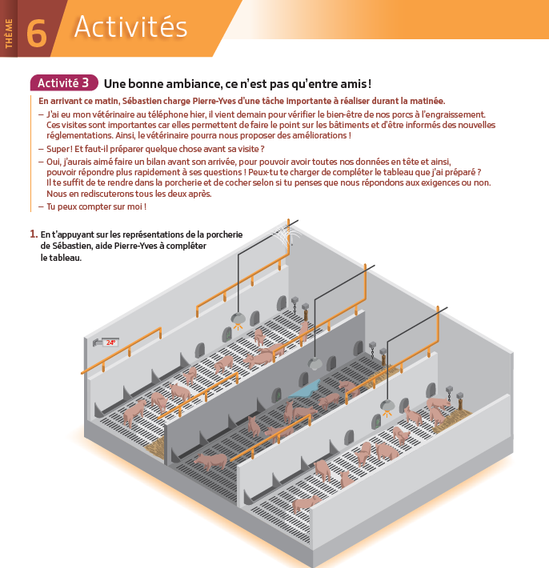 THÈME
6 Activités
Activité 3 Une bonne ambiance, ce n'est pas qu'entre amis !
En arrivant ce matin, Sébastien charge Pierre-Yves d'une tâche importante à réaliser durant la matinée.
– J'ai eu mon vétérinaire au téléphone hier, il vient demain pour vérifier le bien-être de nos porcs à l'engraissement.
Ces visites sont importantes car elles permettent de faire le point sur les bâtiments et d'être informés des nouvelles
réglementations. Ainsi, le vétérinaire pourra nous proposer des améliorations !
– Super ! Et faut-il préparer quelque chose avant sa visite ?
– Oui, j'aurais aimé faire un bilan avant son arrivée, pour pouvoir avoir toutes nos données en tête et ainsi,
pouvoir répondre plus rapidement à ses questions ! Peux-tu te charger de compléter le tableau que j'ai préparé ?
Il te suffit de te rendre dans la porcherie et de cocher selon si tu penses que nous répondons aux exigences ou non.
Nous en rediscuterons tous les deux après.
– Tu peux compter sur moi !
1. En t'appuyant sur les représentations de la porcherie
de Sébastien, aide Pierre-Yves à compléter
le tableau.
24°